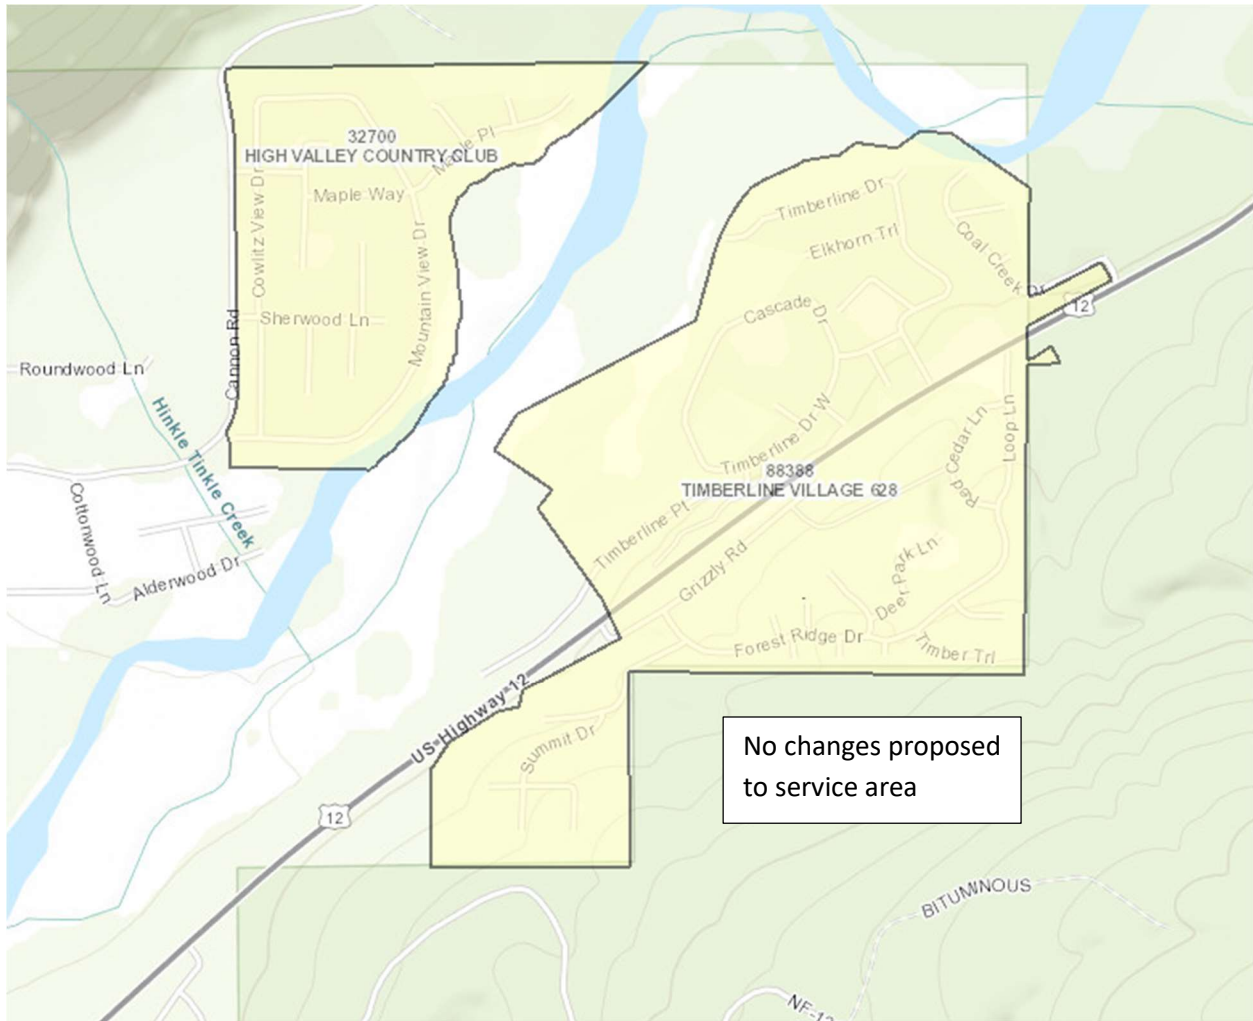 32700
HIGH VALLEY COUNTRY CLUB
Maple Pl
Maple Way
Cowlitz View Dr
Mountain View Dr
Sherwood Ln
Cannon Rd
Roundwood Ln
Hinkle Tinkle Creek
Cottonwood Ln
Alderwood Dr
Timberline Dr
Elkhorn Trl
Coal Creek Dr
12
Cascade Dr
Timberline Dr W
88388
TIMBERLINE VILLAGE 628
Red Cedar Ln
Loop Ln
Timberline Pt
Grizzly Rd
Deer Park Ln
Forest Ridge Dr
Timber Trl
US-Highway-12
Summit Dr
12
No changes proposed
to service area
BITUMINOUS